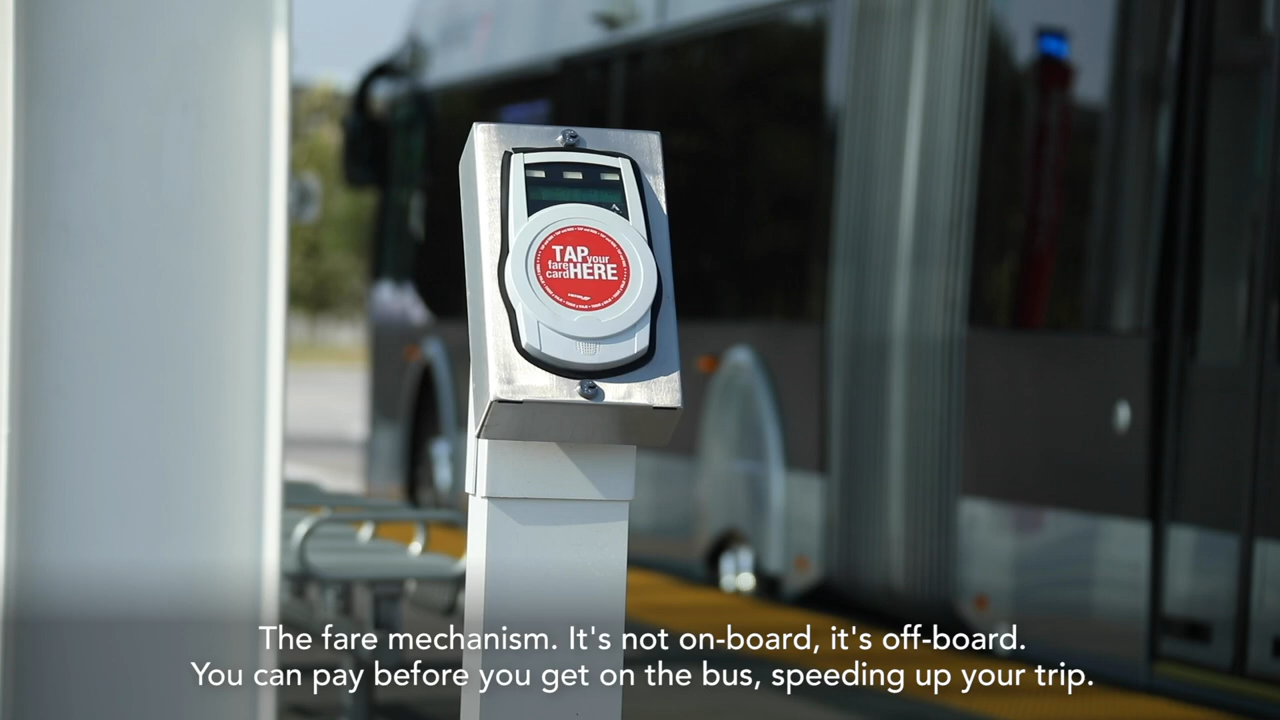 TAP your
fare HERE
card
The fare mechanism. It's not on-board, it's off-board.
You can pay before you get on the bus, speeding up your trip.